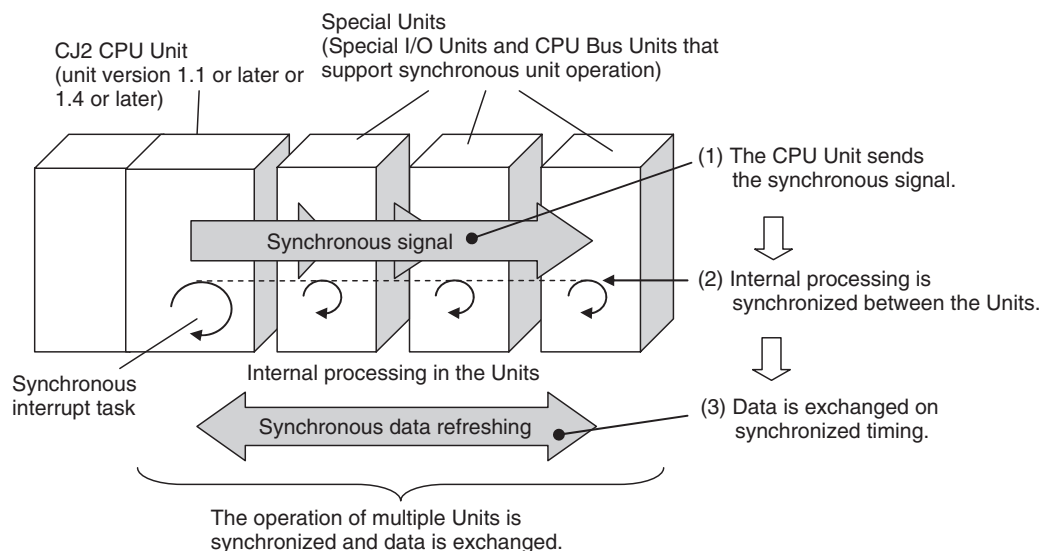 Special Units
(Special I/O Units and CPU Bus Units that
support synchronous unit operation)
CJ2 CPU Unit
(unit version 1.1 or later or
1.4 or later)
(1) The CPU Unit sends
the synchronous signal.
Synchronous signal
(2) Internal processing is
synchronized between the Units.
Synchronous
interrupt task
Internal processing in the Units
(3) Data is exchanged on
synchronized timing.
Synchronous data refreshing
The operation of multiple Units is
synchronized and data is exchanged.